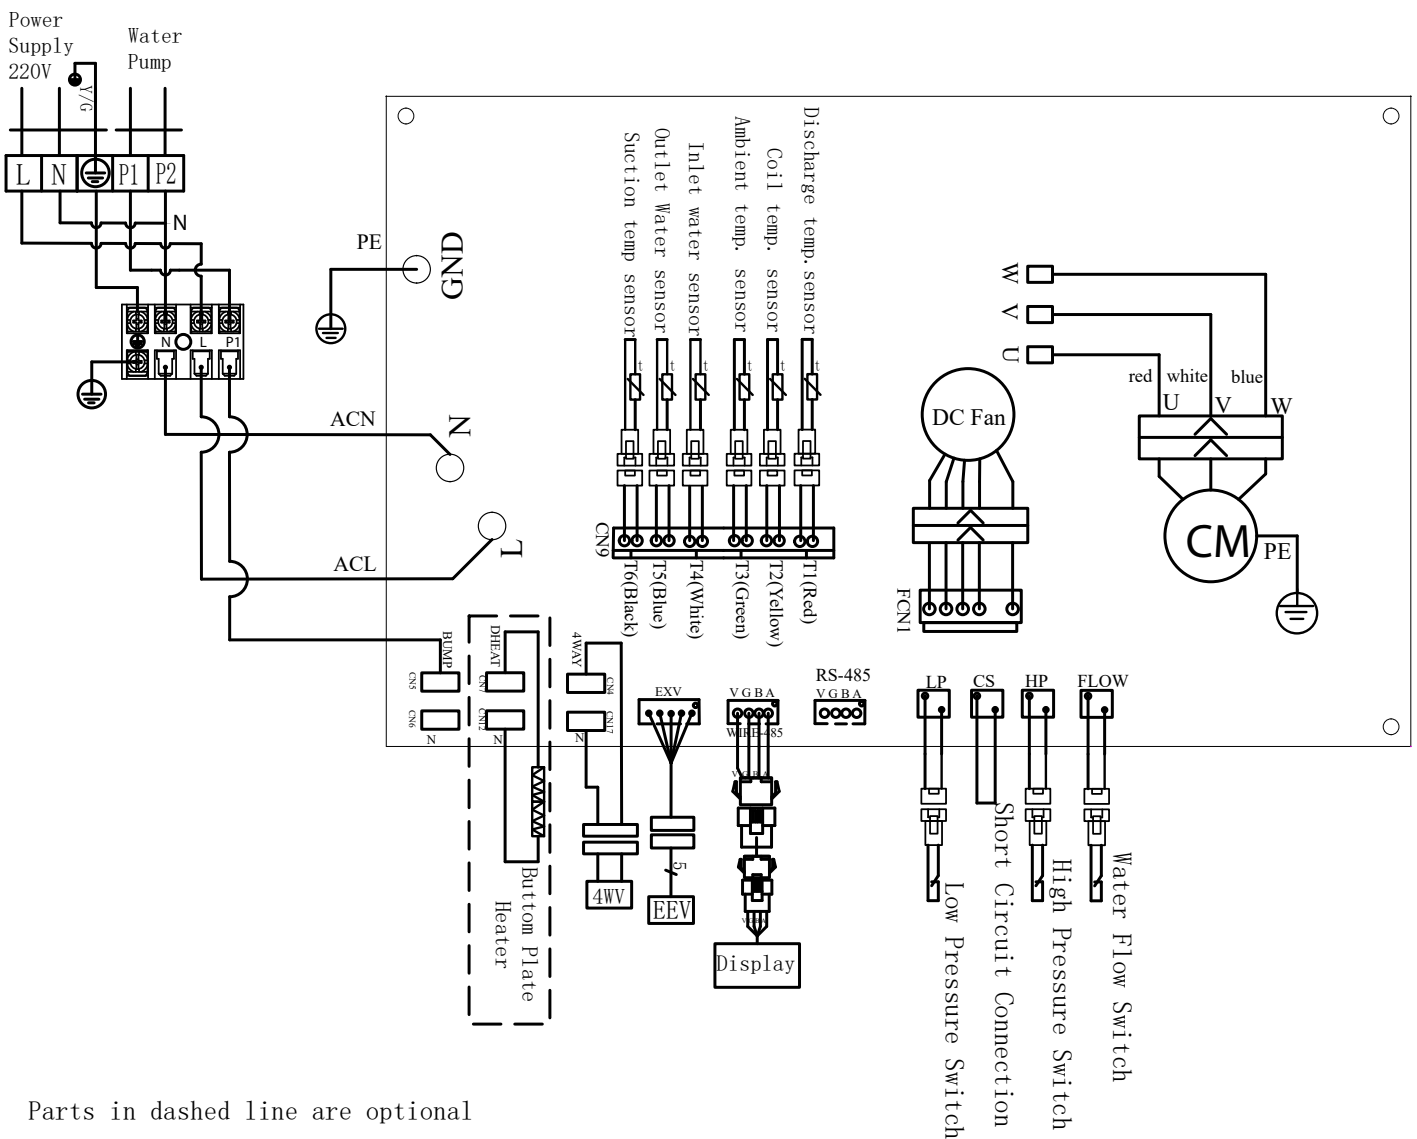 Power
Supply
220V
Water
Pump
Y/G
L N P1 P2
N
N L P1
PE
GND
ACN
N
ACL
L
Suction temp sensor
Outlet Water sensor
Inlet water sensor
Ambient temp. sensor
Coil temp. sensor
Discharge temp. sensor
t t t t t t
CN9
T6(Black)
T5(Blue)
T4(White)
T3(Green)
T2(Yellow)
T1(Red)
DC Fan
FCN1
W
V
U
red white blue
U V W
CM
PE
BUMP
CN5
CN6
N
DHEAT
CN7
CN12
N
Buttom Plate
Heater
4WAY
CN4
CN17
N
4WV
EXV
5
EEV
V G B A
WIRE-485
V G B A
V G B A
Display
RS-485
V G B A
LP CS HP FLOW
Low Pressure Switch
Short Circuit Connection
High Pressure Switch
Water Flow Switch
Parts in dashed line are optional